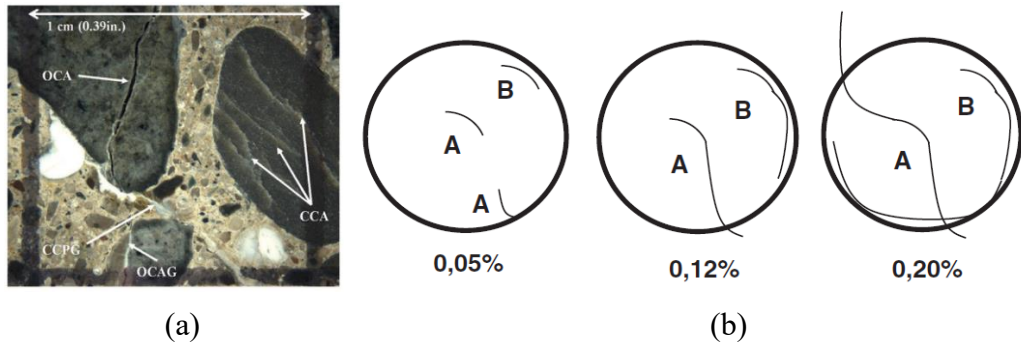 1 cm (0.39in.)
OCA
CCA
CCPG
OCAG
(a)
B
A
A
0,05%
B
A
0,12%
B
A
0,20%
(b)